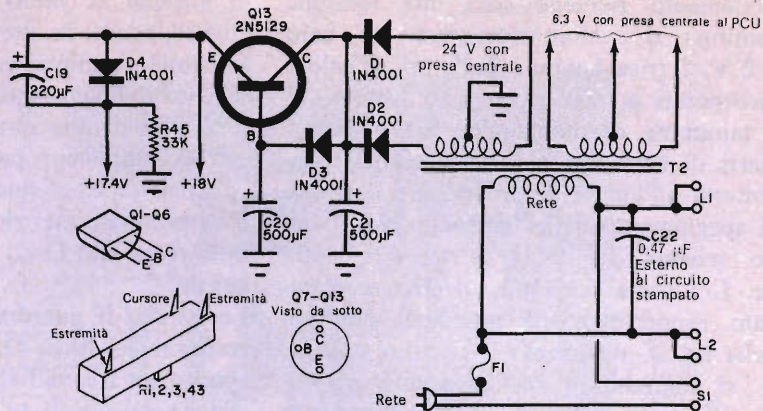 Q13
2N5129
6,3 V con presa centrale al PCU
E
C
B
D1
1N4001
24 V con
presa centrale
+
C19
220µF
D4
1N4001
R45
33K
D2
1N4001
D3
1N4001
T2
+17.4V
+18V
Rete
L1
+
C20
500µF
+
C21
500µF
C22
0,47 µF
Esterno
al circuito
stampato
Q1-Q6
B
C
E
Cursore
Estremità
Estremità
R1,2,3,43
Q7-Q13
Visto da sotto
C
B
E
F1
L2
Rete
S1